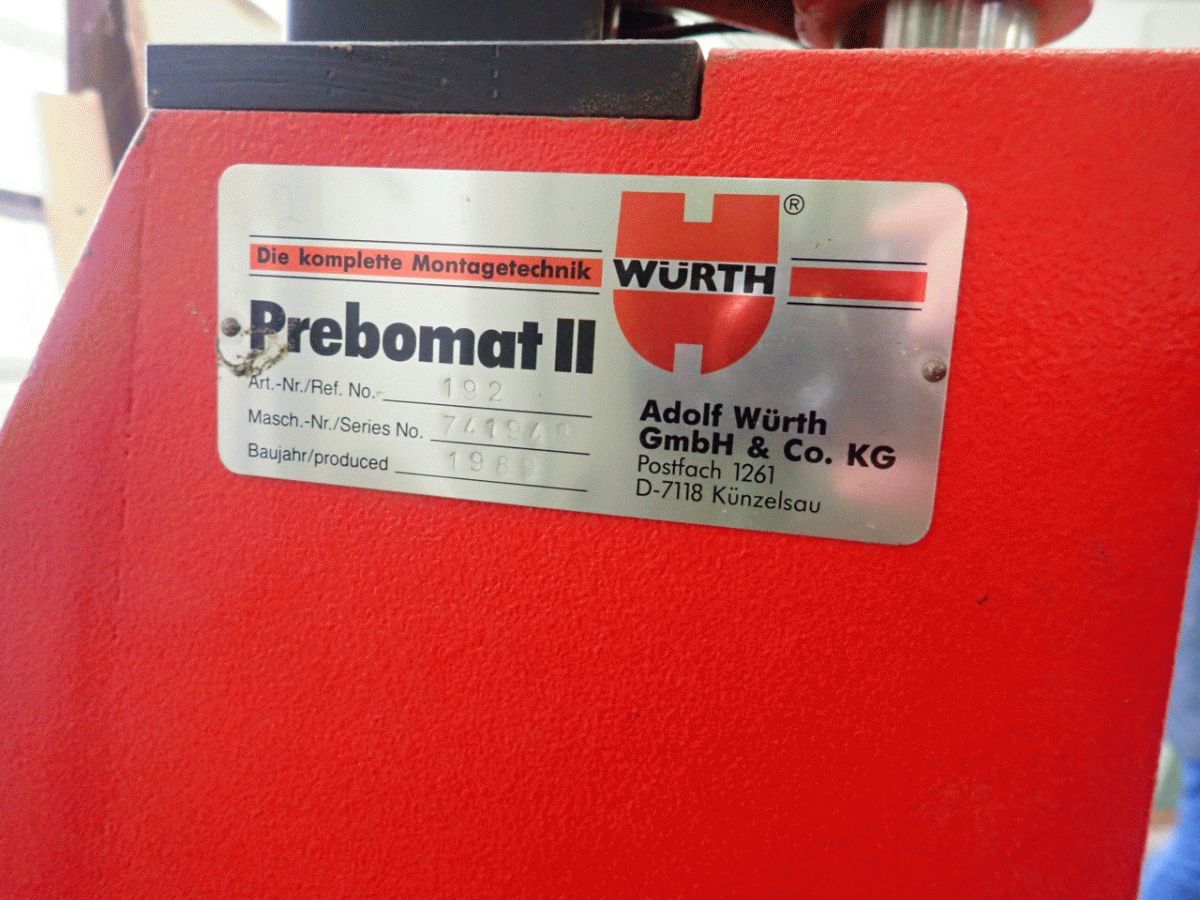 Die komplette Montagetechnik
WÜRTH ®
Prebomat II
Art.-Nr./Ref. No. 192
Masch.-Nr./Series No.
Baujahr/produced 1989
Adolf Würth
GmbH & Co. KG
Postfach 1261
D-7118 Künzelsau